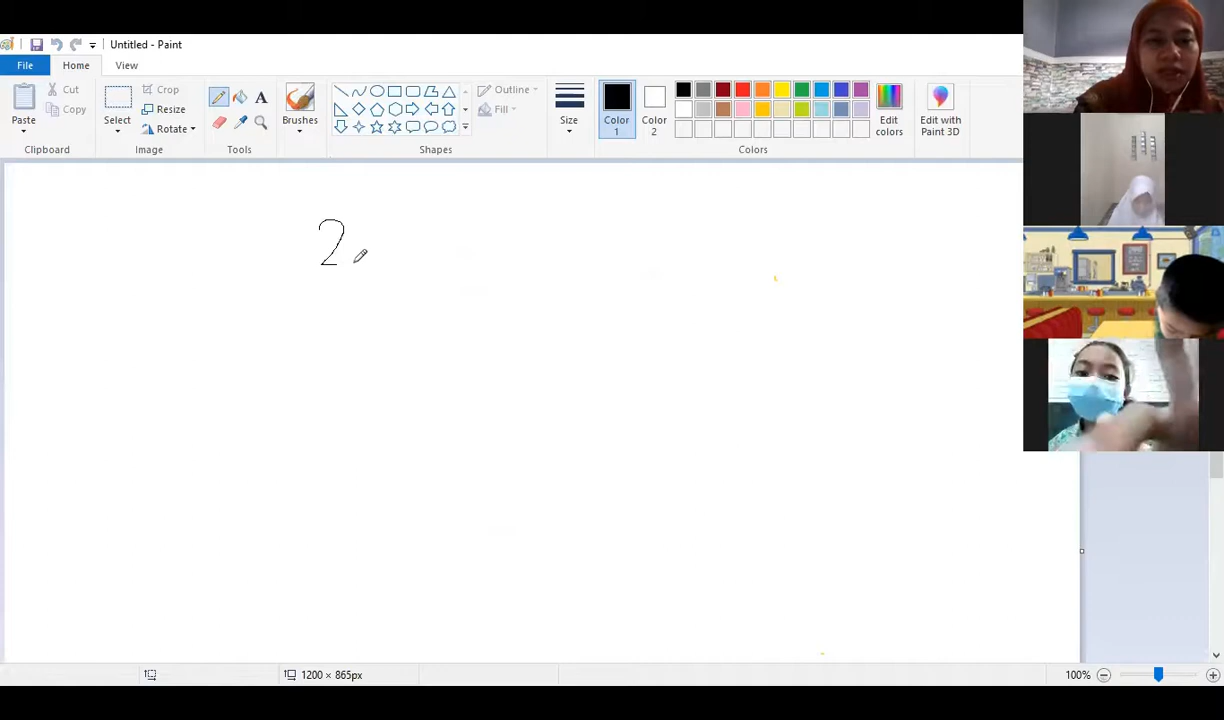 Untitled - Paint
File
Home
View
Paste
Cut
Copy
Clipboard
Select
Crop
Resize
Rotate
Image
Tools
Brushes
Shapes
Outline
Fill
Size
Color
1
Color
2
Colors
Edit
colors
Edit with
Paint 3D
2
1200 × 865px
100%